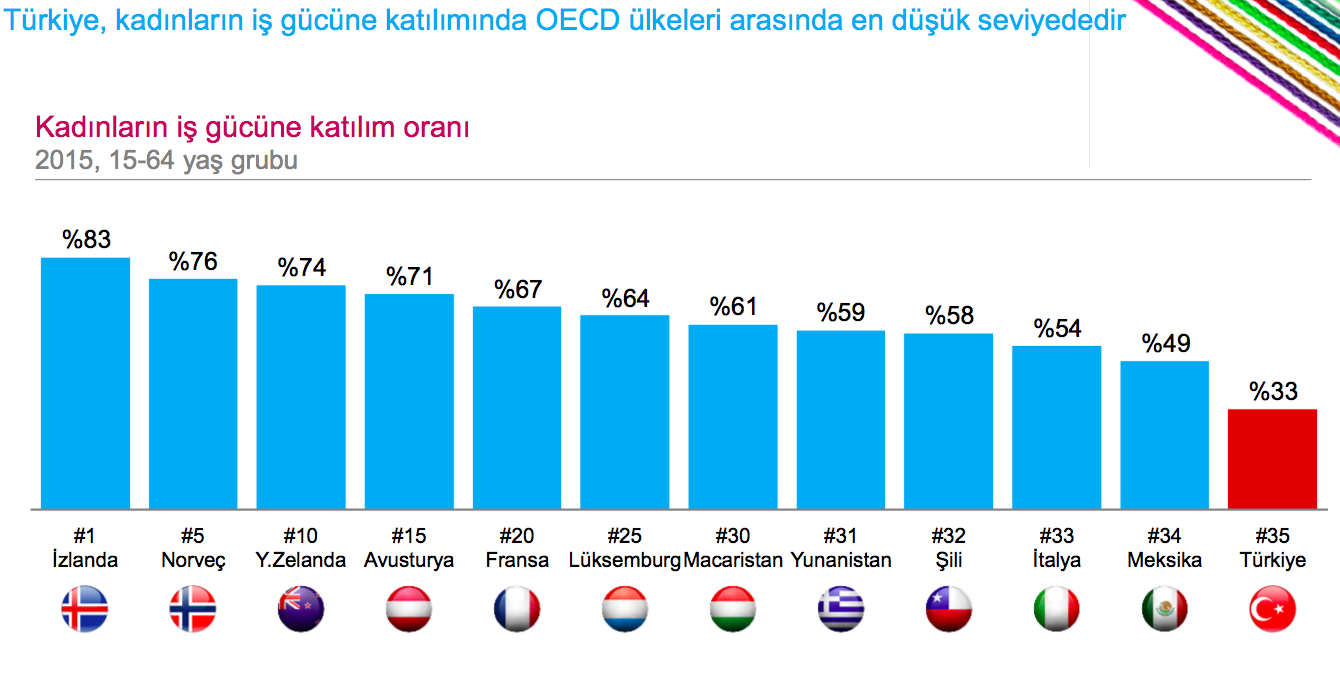 Türkiye, kadınların iş gücüne katılımında OECD ülkeleri arasında en düşük seviyededir
Kadınların iş gücüne katılım oranı
2015, 15-64 yaş grubu
%83 %76 %74 %71 %67 %64 %61 %59 %58 %54 %49 %33
#1 #5 #10 #15 #20 #25 #30 #31 #32 #33 #34 #35
İzlanda Norveç Y.Zelanda Avusturya Fransa Lüksemburg Macaristan Yunanistan Şili İtalya Meksika Türkiye